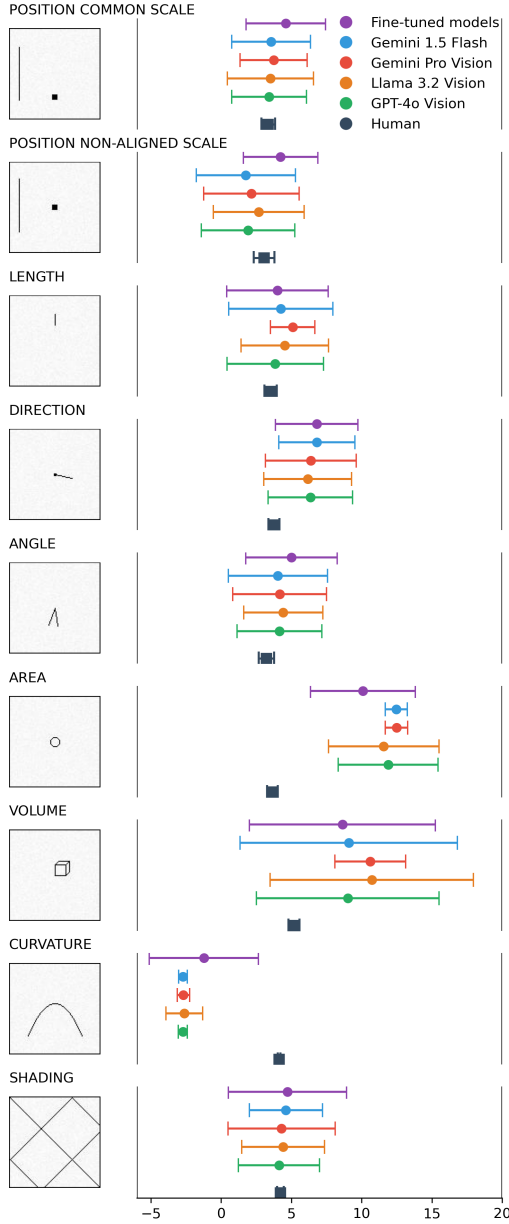 POSITION COMMON SCALE
Fine-tuned models
Gemini 1.5 Flash
Gemini Pro Vision
Llama 3.2 Vision
GPT-4o Vision
Human
POSITION NON-ALIGNED SCALE
LENGTH
DIRECTION
ANGLE
AREA
VOLUME
CURVATURE
SHADING
−5 0 5 10 15 20